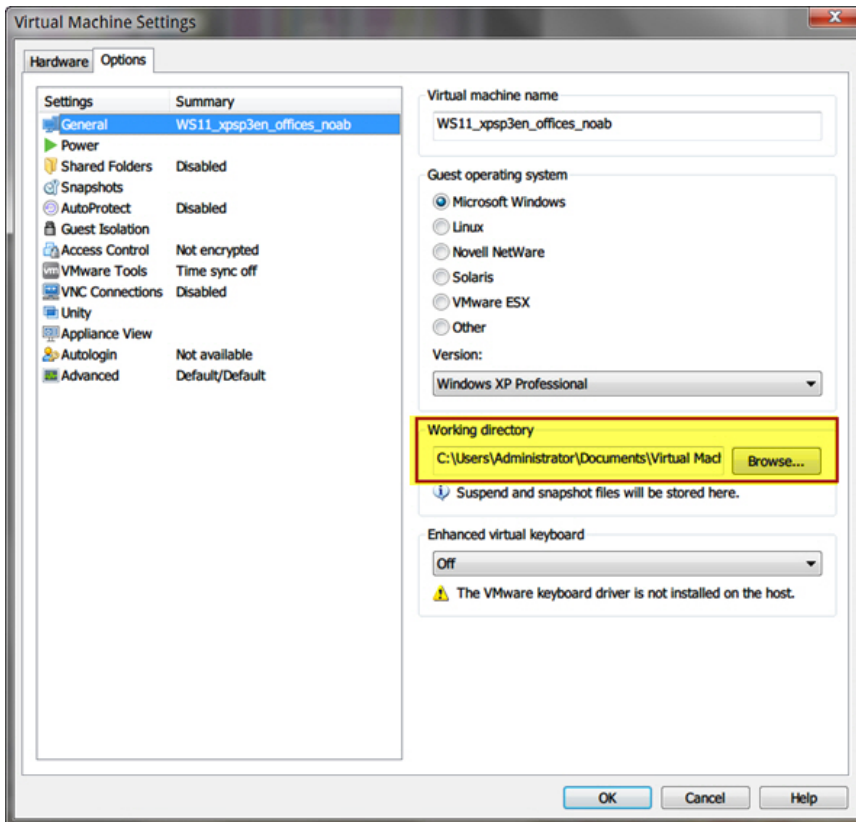 Virtual Machine Settings
Hardware Options
Settings Summary
General WS11_xpsp3en_offices_noab
Power
Shared Folders Disabled
Snapshots
AutoProtect Disabled
Guest Isolation
Access Control Not encrypted
VMware Tools Time sync off
VNC Connections Disabled
Unity
Appliance View
Autologin Not available
Advanced Default/Default
Virtual machine name
WS11_xpsp3en_offices_noab
Guest operating system
Microsoft Windows
Linux
Novell NetWare
Solaris
VMware ESX
Other
Version:
Windows XP Professional
Working directory
C:\Users\Administrator\Documents\Virtual Mach Browse...
Suspend and snapshot files will be stored here.
Enhanced virtual keyboard
Off
The VMware keyboard driver is not installed on the host.
OK Cancel Help